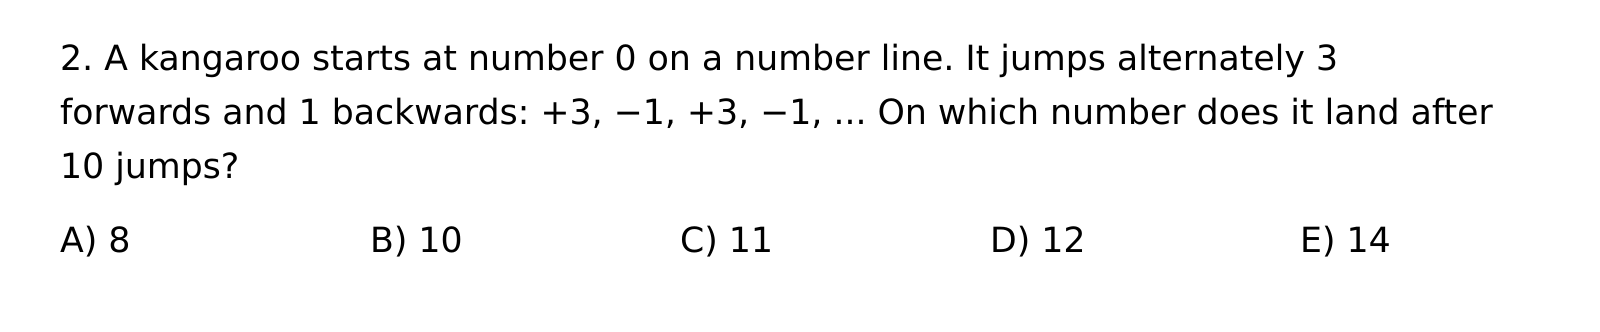 2. A kangaroo starts at number 0 on a number line. It jumps alternately 3
forwards and 1 backwards: +3, −1, +3, −1, ... On which number does it land after
10 jumps?
A) 8 B) 10 C) 11 D) 12 E) 14